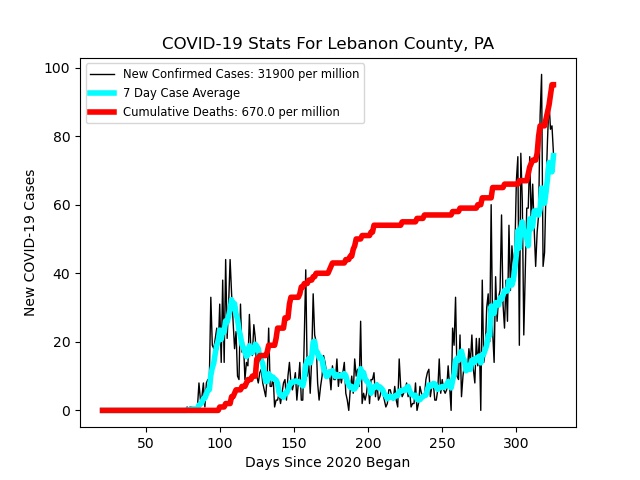 COVID-19 Stats For Lebanon County, PA
New Confirmed Cases: 31900 per million
7 Day Case Average
Cumulative Deaths: 670.0 per million
100
80
60
40
20
0
New COVID-19 Cases
50 100 150 200 250 300
Days Since 2020 Began